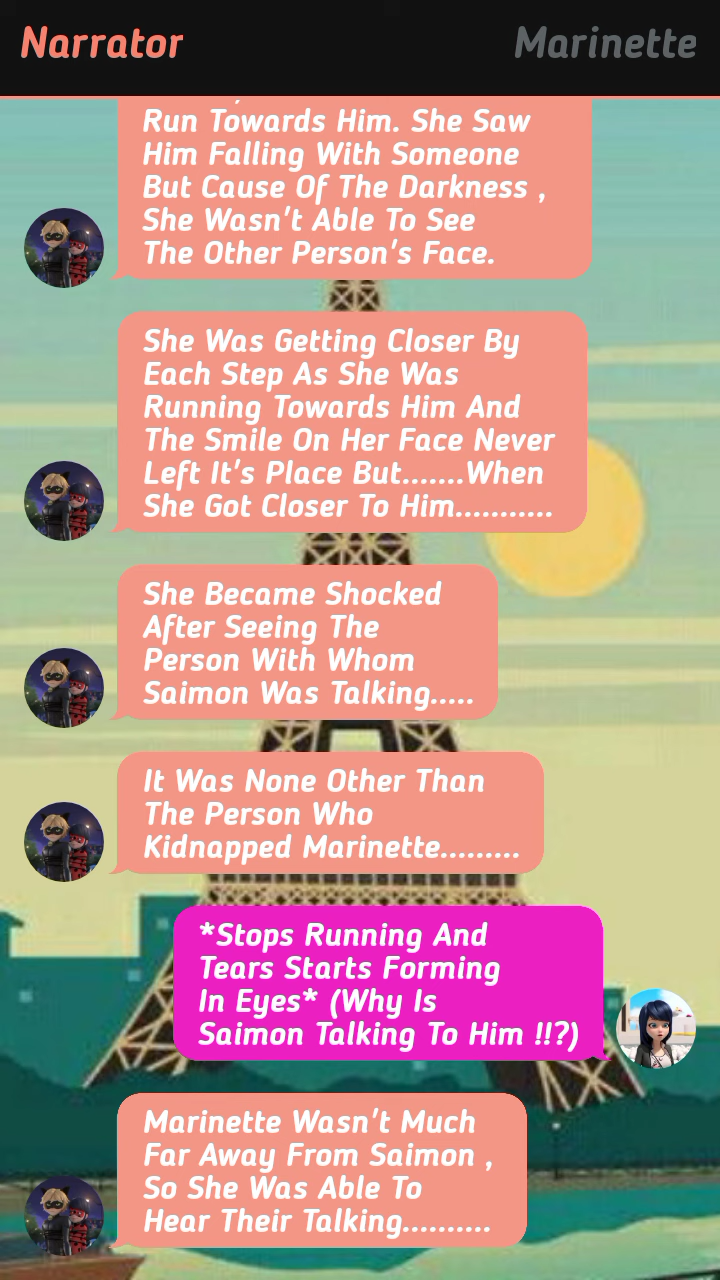 Narrator
Marinette
Run Towards Him. She Saw
Him Falling With Someone
But Cause Of The Darkness ,
She Wasn't Able To See
The Other Person's Face.
She Was Getting Closer By
Each Step As She Was
Running Towards Him And
The Smile On Her Face Never
Left It's Place But.......When
She Got Closer To Him...........
She Became Shocked
After Seeing The
Person With Whom
Saimon Was Talking.....
It Was None Other Than
The Person Who
Kidnapped Marinette.........
*Stops Running And
Tears Starts Forming
In Eyes* (Why Is
Saimon Talking To Him !!?)
Marinette Wasn't Much
Far Away From Saimon ,
So She Was Able To
Hear Their Talking..........